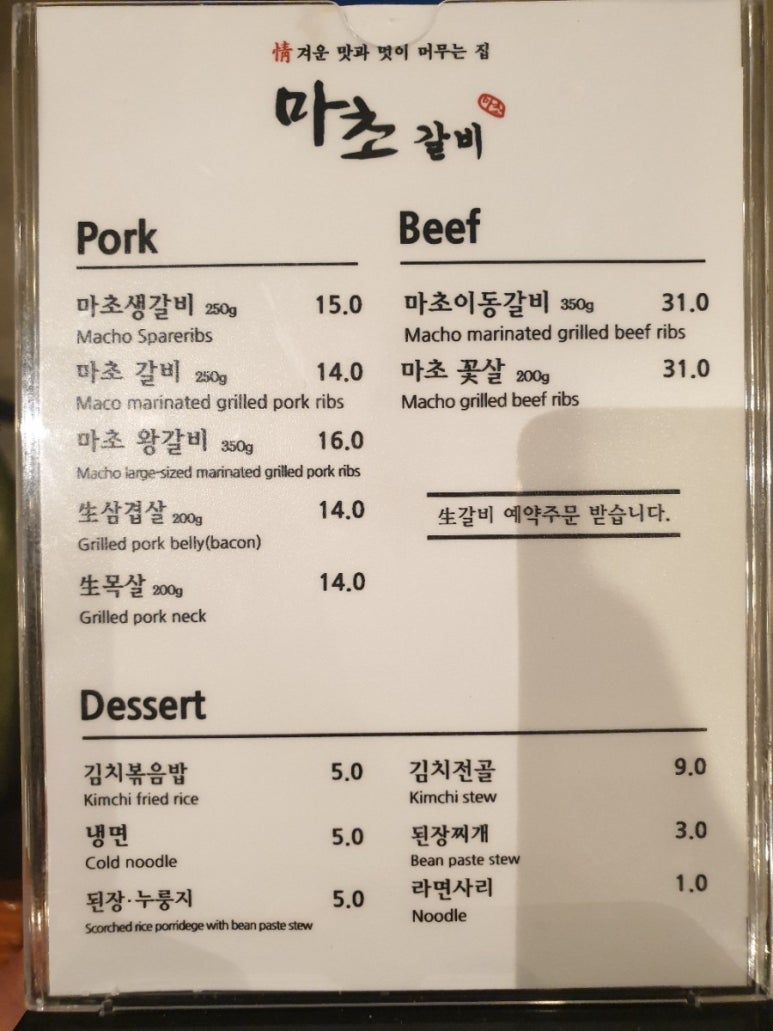 情겨운 맛과 멋이 머무는 집
마초 갈비
마초
Pork
마초생갈비 250g 15.0
Macho Spareribs
마초 갈비 250g 14.0
Maco marinated grilled pork ribs
마초 왕갈비 350g 16.0
Macho large-sized marinated grilled pork ribs
生삼겹살 200g 14.0
Grilled pork belly(bacon)
生목살 200g 14.0
Grilled pork neck
Beef
마초이동갈비 350g 31.0
Macho marinated grilled beef ribs
마초 꽃살 200g 31.0
Macho grilled beef ribs
生갈비 예약주문 받습니다.
Dessert
김치볶음밥 5.0
Kimchi fried rice
냉면 5.0
Cold noodle
된장·누룽지 5.0
Scorched rice porridege with bean paste stew
김치전골 9.0
Kimchi stew
된장찌개 3.0
Bean paste stew
라면사리 1.0
Noodle